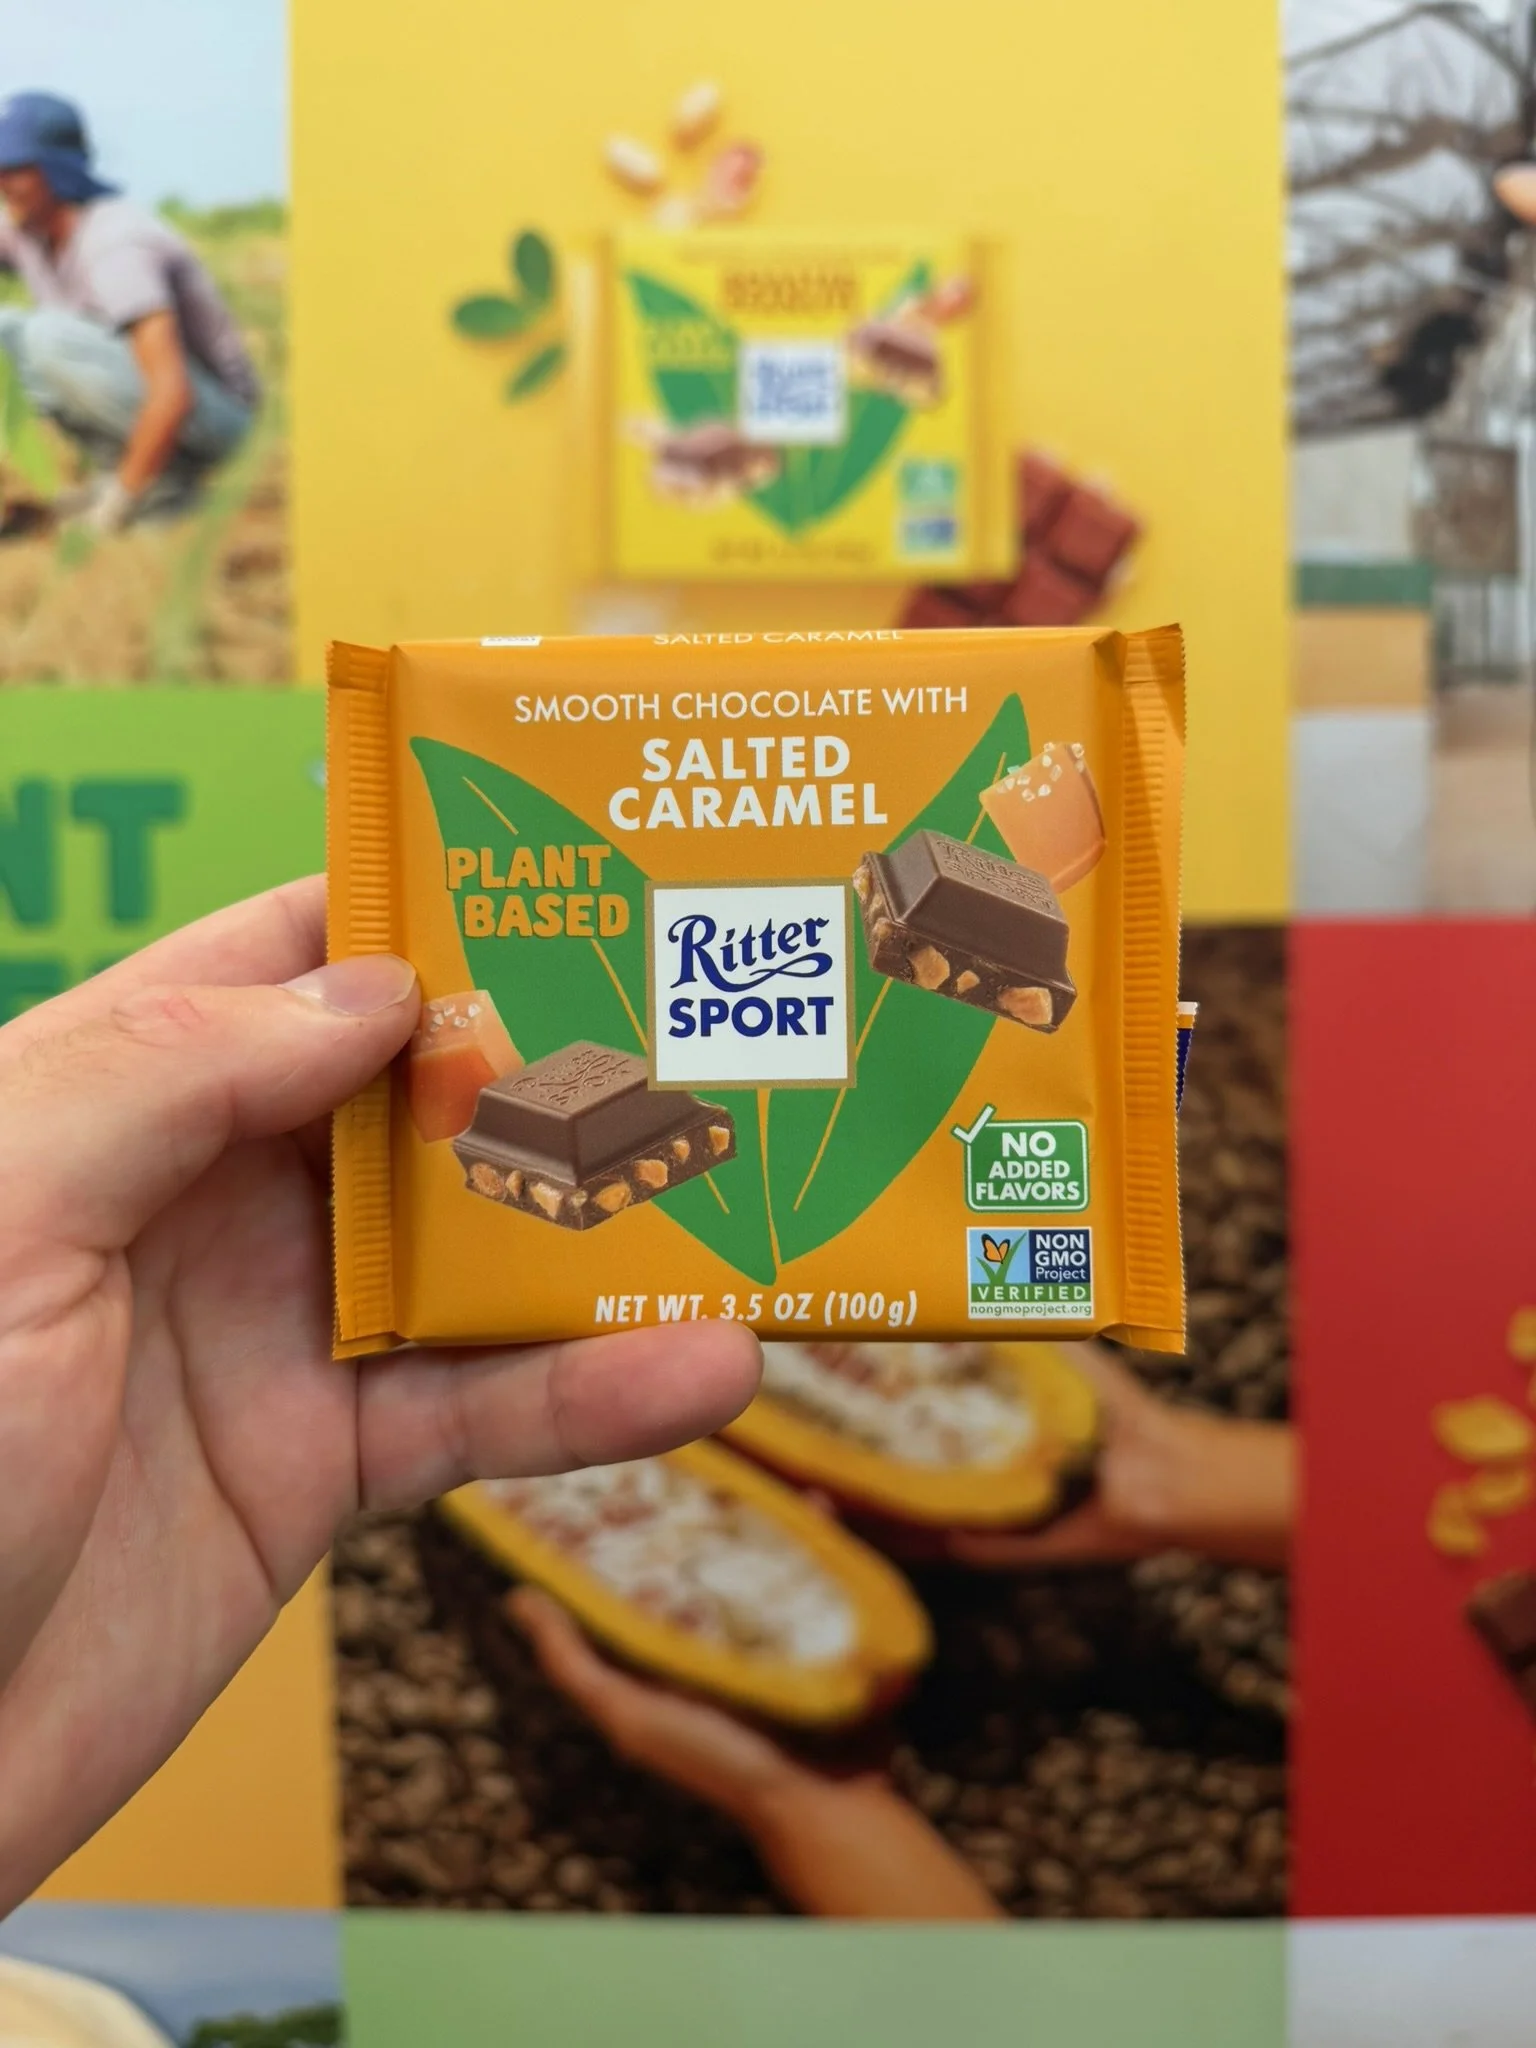 SALTED CARAMEL
SMOOTH CHOCOLATE WITH
SALTED
CARAMEL
PLANT
BASED
Ritter
SPORT
NO
ADDED
FLAVORS
NON
GMO
Project
VERIFIED
nongmoproject.org
NET WT. 3.5 OZ (100g)